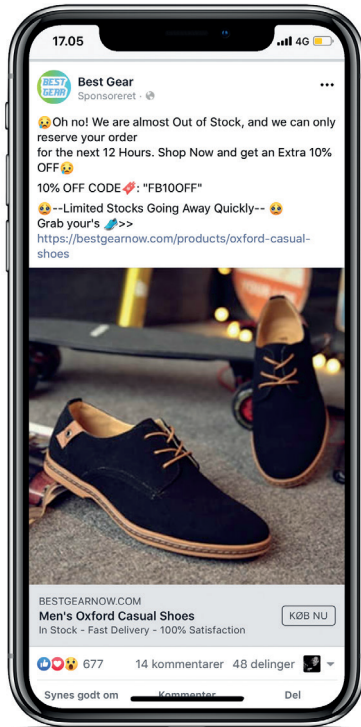 17.05
4G
BEST
GEAR
Best Gear
Sponsoreret ·
😥Oh no! We are almost Out of Stock, and we can only
reserve your order
for the next 12 Hours. Shop Now and get an Extra 10%
OFF😥
10% OFF CODE🎟: "FB10OFF"
🥺--Limited Stocks Going Away Quickly-- 🥺
Grab your's 👟>>
https://bestgearnow.com/products/oxford-casual-
shoes
BESTGEARNOW.COM
Men's Oxford Casual Shoes
In Stock - Fast Delivery - 100% Satisfaction
KØB NU
677 14 kommentarer 48 delinger
Synes godt om Kommenter Del